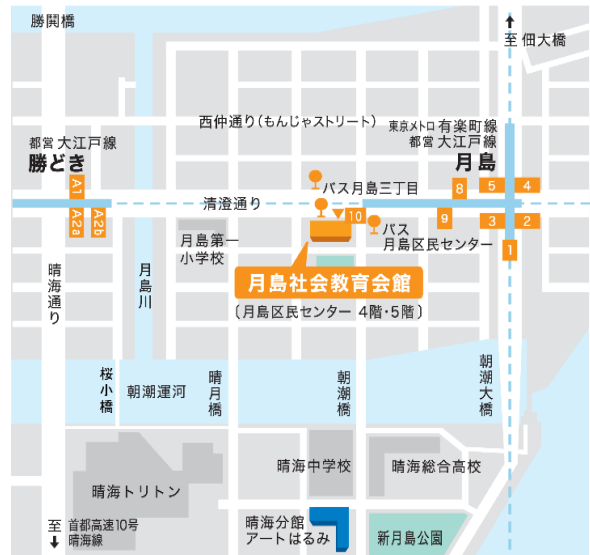 勝鬨橋
至 佃大橋
西仲通り(もんじゃストリート)
東京メトロ 有楽町線
都営 大江戸線
月島
都営 大江戸線
勝どき
A1
A2a
A2b
バス月島三丁目
清澄通り
10
8
5
4
9
3
2
1
バス
月島区民センター
月島第一
小学校
月島社会教育会館
〔月島区民センター 4階・5階〕
晴海通り
月島川
桜小橋
朝潮運河
晴月橋
朝潮橋
朝潮大橋
晴海トリトン
晴海中学校
晴海総合高校
晴海分館
アートはるみ
新月島公園
至 首都高速10号
晴海線